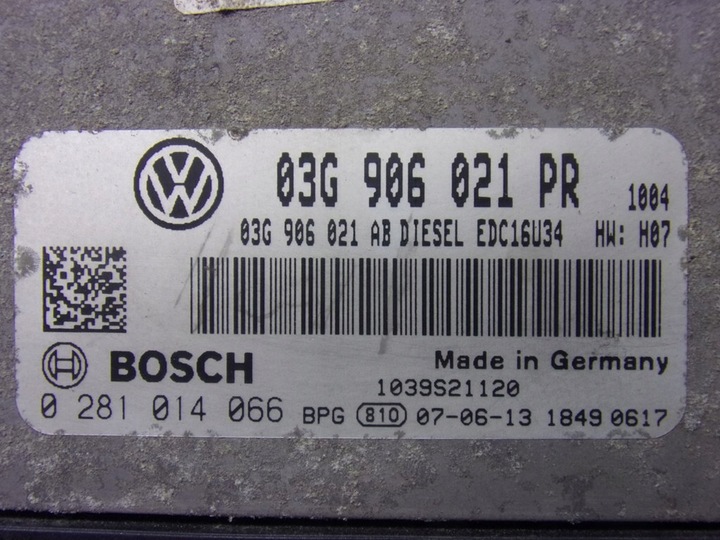 03G 906 021 PR 1004
03G 906 021 AB DIESEL EDC16U34 HW: H07
BOSCH Made in Germany
1039S21120
0 281 014 066 BPG 810 07-06-13 1849 0617